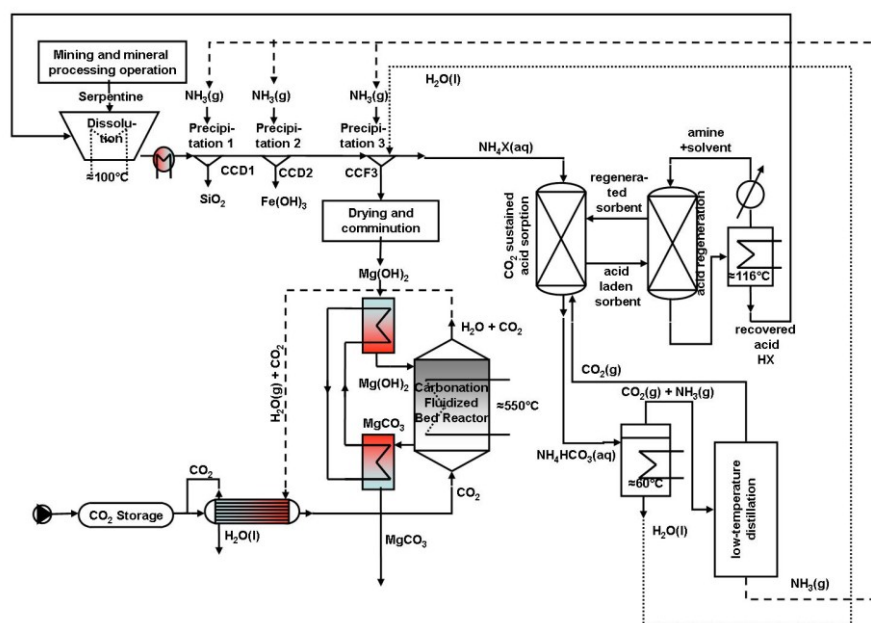 Mining and mineral
processing operation
Serpentine
Dissolu-
tion
≈100°C
NH₃(g)
NH₃(g)
NH₃(g)
H₂O(l)
Precipi-
tation 1
Precipitation 2
Precipi-
tation 3
CCD1
CCD2
CCF3
SiO₂
Fe(OH)₃
NH₄X(aq)
Drying and
comminution
Mg(OH)₂
H₂O + CO₂
H₂O(g) + CO₂
Mg(OH)₂
Carbonation
Fluidized
Bed Reactor
≈550°C
MgCO₃
CO₂
CO₂
CO₂ Storage
H₂O(l)
MgCO₃
amine
+solvent
regenera-
ted sorbent
CO₂ sustained
acid sorption
acid
laden
sorbent
acid regeneration
≈116°C
recovered
acid
HX
CO₂(g)
CO₂(g) + NH₃(g)
NH₄HCO₃(aq)
≈60°C
H₂O(l)
low-temperature
distillation
NH₃(g)